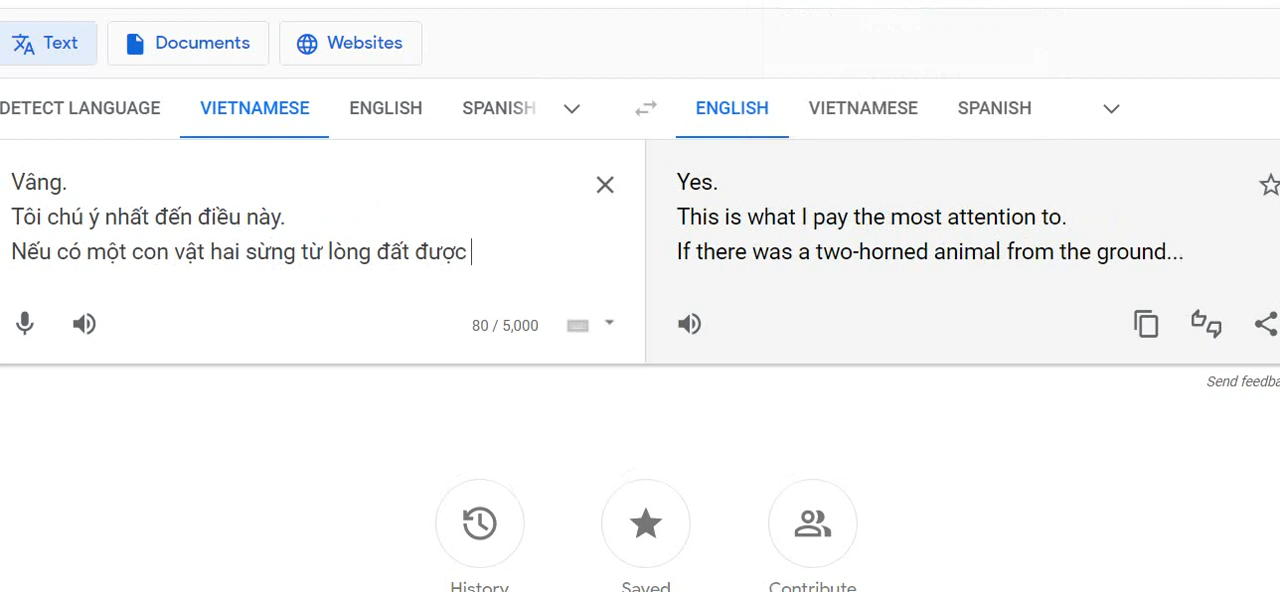 Text
Documents
Websites
DETECT LANGUAGE
VIETNAMESE
ENGLISH
SPANISH
ENGLISH
VIETNAMESE
SPANISH
Vâng.
Tôi chú ý nhất đến điều này.
Nếu có một con vật hai sừng từ lòng đất được
80 / 5,000
Yes.
This is what I pay the most attention to.
If there was a two-horned animal from the ground...
Send feedba
History
Saved
Contribute